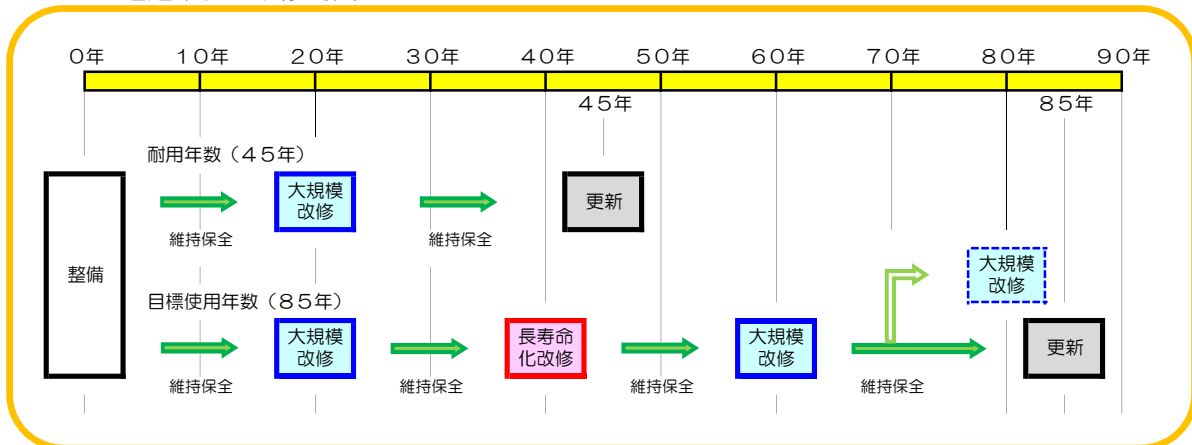 ０年 １０年 ２０年 ３０年 ４０年 ５０年 ６０年 ７０年 ８０年 ９０年
４５年 ８５年
耐用年数（４５年）
大規模
改修
更新
維持保全 維持保全
整備
大規模
改修
目標使用年数（８５年）
大規模
改修
長寿命
化改修
大規模
改修
更新
維持保全 維持保全 維持保全 維持保全